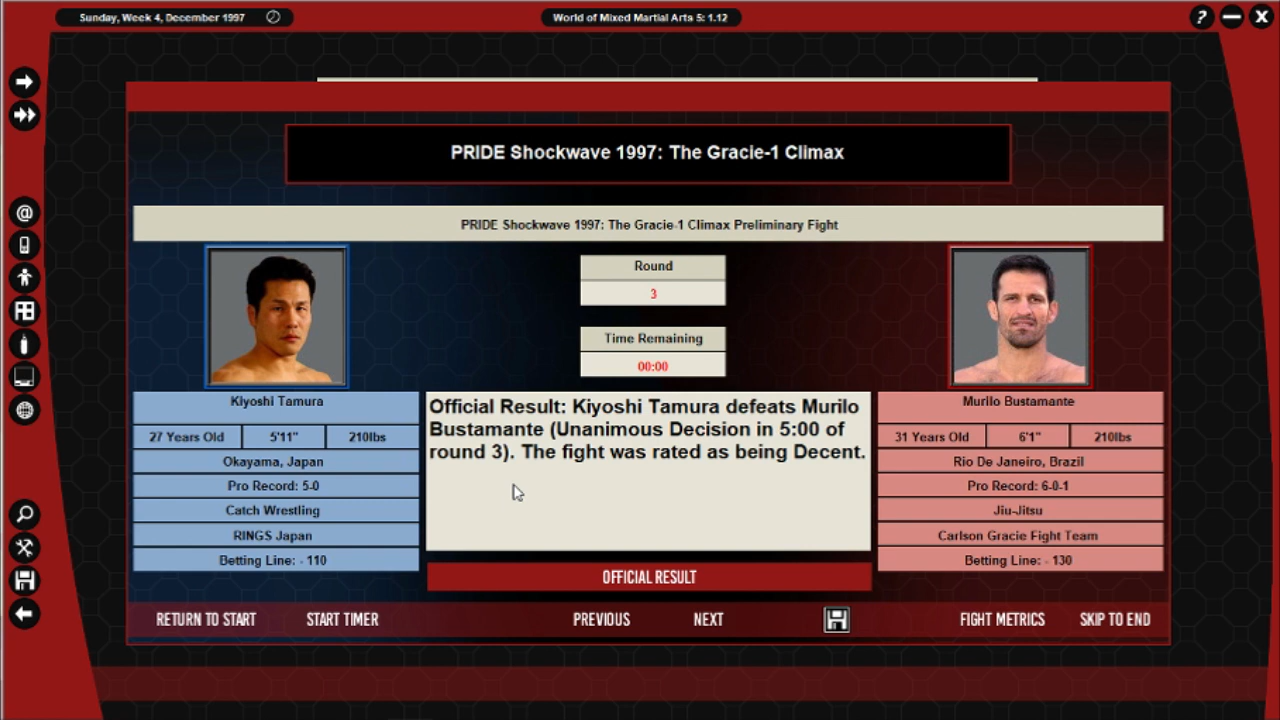 Sunday, Week 4, December 1997
World of Mixed Martial Arts 5: 1.12
?
X
@
PRIDE Shockwave 1997: The Gracie-1 Climax
PRIDE Shockwave 1997: The Gracie-1 Climax Preliminary Fight
Round
3
Time Remaining
00:00
Kiyoshi Tamura
27 Years Old
5'11"
210lbs
Okayama, Japan
Pro Record: 5-0
Catch Wrestling
RINGS Japan
Betting Line: - 110
Official Result: Kiyoshi Tamura defeats Murilo
Bustamante (Unanimous Decision in 5:00 of
round 3). The fight was rated as being Decent.
OFFICIAL RESULT
Murilo Bustamante
31 Years Old
6'1"
210lbs
Rio De Janeiro, Brazil
Pro Record: 6-0-1
Jiu-Jitsu
Carlson Gracie Fight Team
Betting Line: - 130
RETURN TO START
START TIMER
PREVIOUS
NEXT
FIGHT METRICS
SKIP TO END